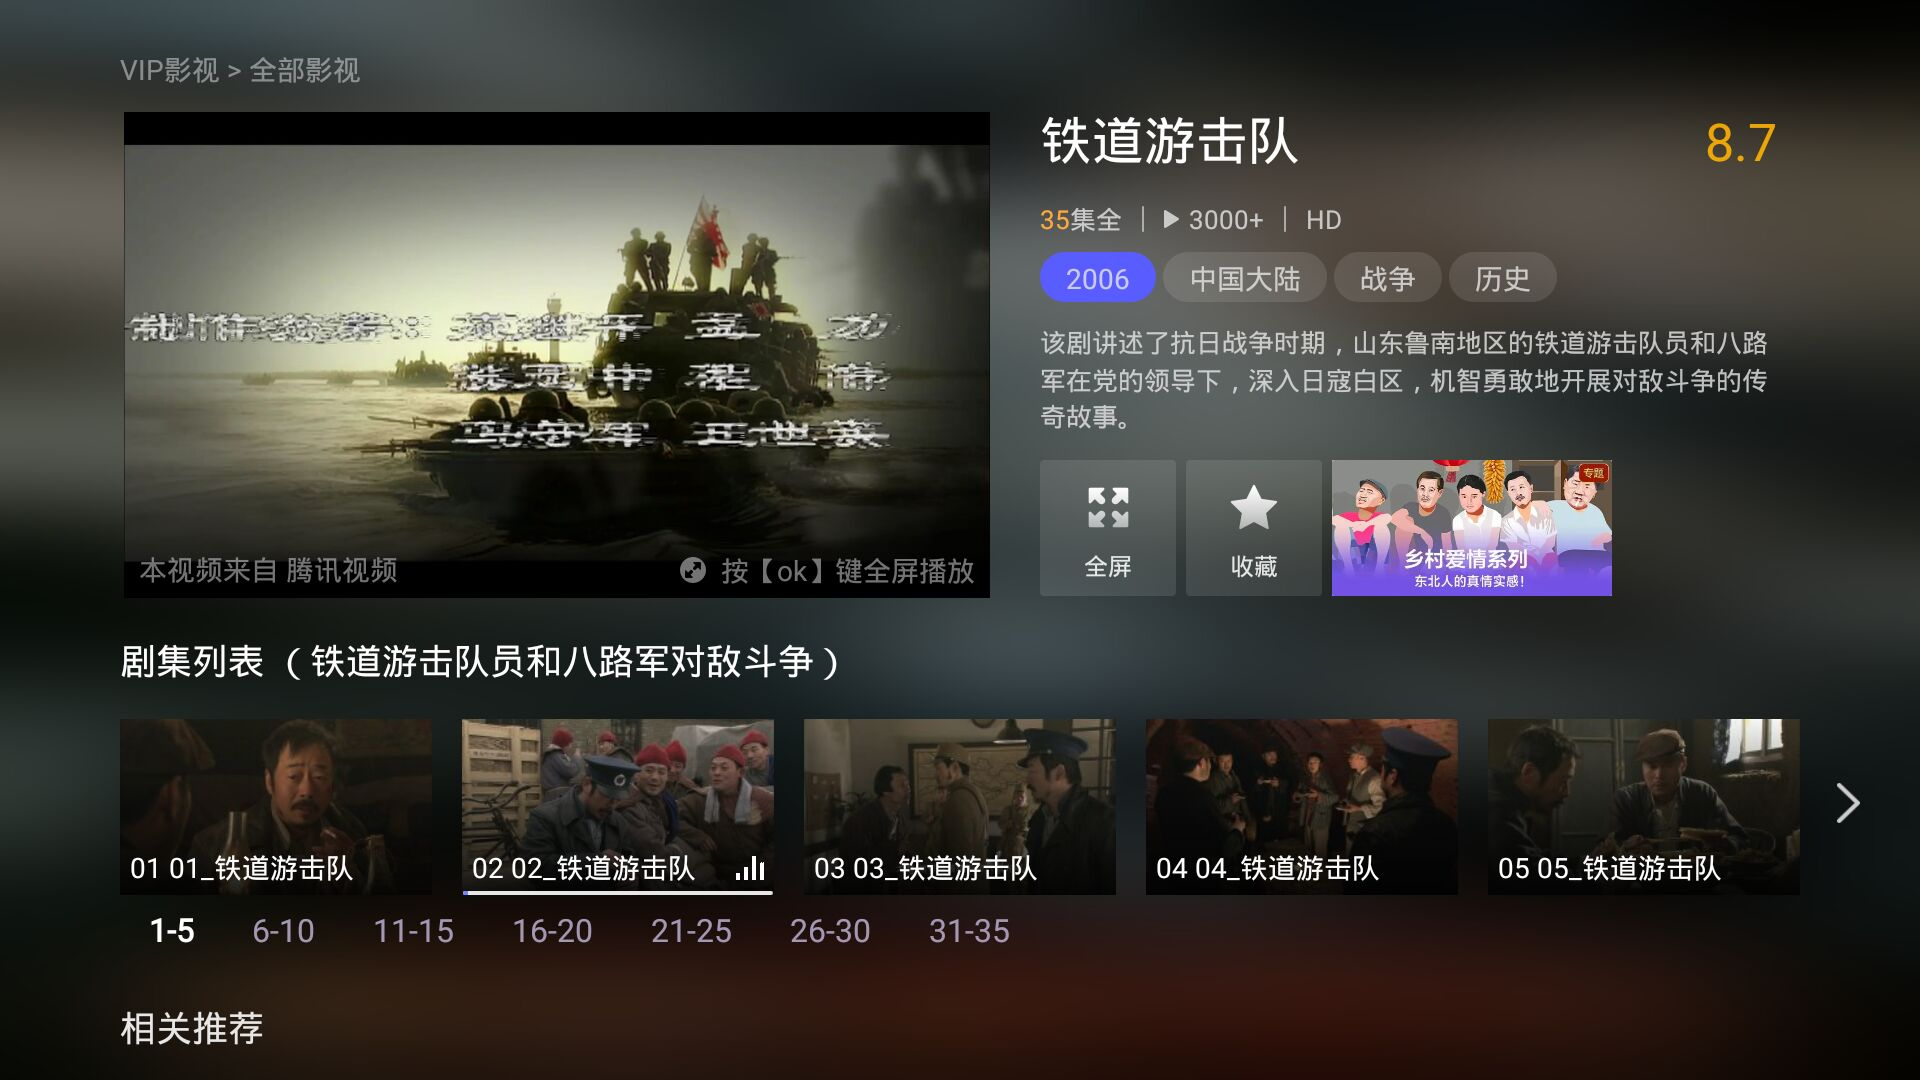 VIP影视 > 全部影视
本视频来自 腾讯视频
按【ok】键全屏播放
铁道游击队
8.7
35集全
3000+
HD
2006
中国大陆
战争
历史
该剧讲述了抗日战争时期，山东鲁南地区的铁道游击队员和八路
军在党的领导下，深入日寇白区，机智勇敢地开展对敌斗争的传
奇故事。
全屏
收藏
专题
乡村爱情系列
东北人的真情实感！
剧集列表 （铁道游击队员和八路军对敌斗争）
01 01_铁道游击队
02 02_铁道游击队
03 03_铁道游击队
04 04_铁道游击队
05 05_铁道游击队
1-5
6-10
11-15
16-20
21-25
26-30
31-35
相关推荐